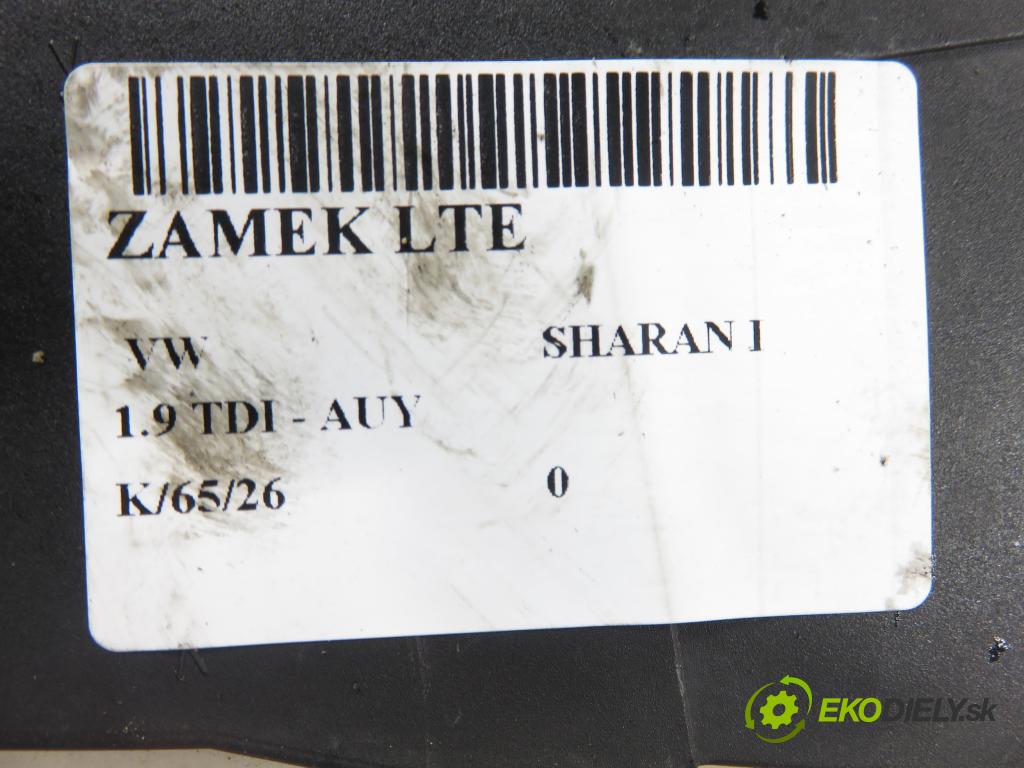 ZAMEK LTE
VW SHARAN I
1.9 TDI - AUY
K/65/26 0
EKODIELY.sk